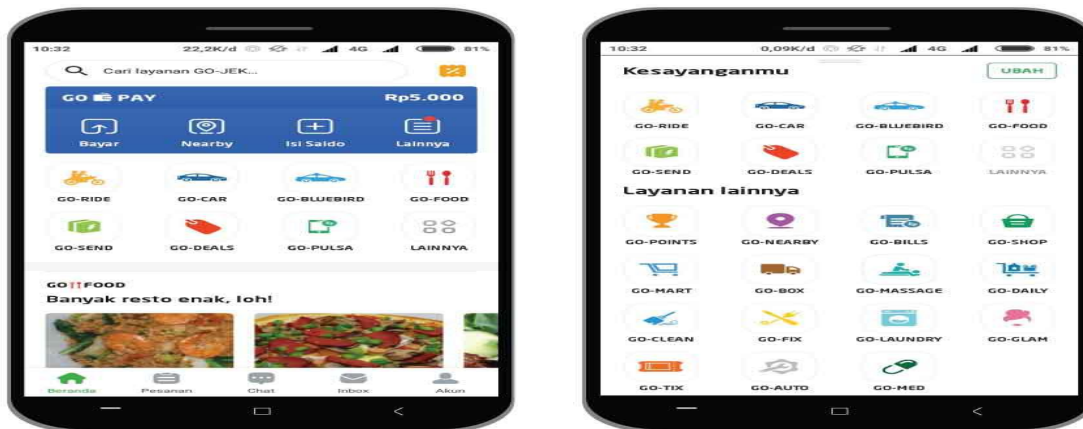 10:32 22,2K/d 4G 81%
Cari layanan GO-JEK...
GO PAY Rp5.000
Bayar Nearby Isi Saldo Lainnya
GO-RIDE GO-CAR GO-BLUEBIRD GO-FOOD
GO-SEND GO-DEALS GO-PULSA LAINNYA
GO FOOD
Banyak resto enak, loh!
Beranda Pesanan Chat Inbox Akun
10:32 0,09K/d 4G 81%
Kesayanganmu UBAH
GO-RIDE GO-CAR GO-BLUEBIRD GO-FOOD
GO-SEND GO-DEALS GO-PULSA LAINNYA
Layanan lainnya
GO-POINTS GO-NEARBY GO-BILLS GO-SHOP
GO-MART GO-BOX GO-MASSAGE GO-DAILY
GO-CLEAN GO-FIX GO-LAUNDRY GO-GLAM
GO-TIX GO-AUTO GO-MED